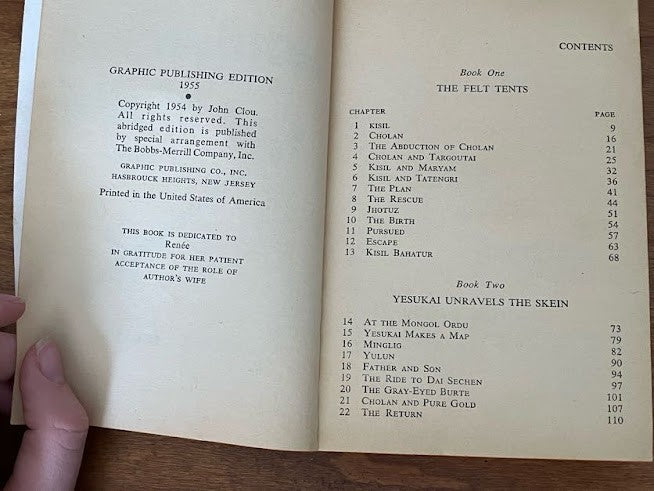 GRAPHIC PUBLISHING EDITION
1955
Copyright 1954 by John Clou.
All rights reserved. This
abridged edition is published
by special arrangement with
The Bobbs-Merrill Company, Inc.
GRAPHIC PUBLISHING CO., INC.
HASBROUCK HEIGHTS, NEW JERSEY
Printed in the United States of America
THIS BOOK IS DEDICATED TO
Renée
IN GRATITUDE FOR HER PATIENT
ACCEPTANCE OF THE ROLE OF
AUTHOR'S WIFE
CONTENTS
Book One
THE FELT TENTS
CHAPTER PAGE
1 KISIL 9
2 CHOLAN 16
3 THE ABDUCTION OF CHOLAN 21
4 CHOLAN AND TARGOUTAI 25
5 KISIL AND MARYAM 32
6 KISIL AND TATENGRI 36
7 THE PLAN 41
8 THE RESCUE 44
9 JHOTUZ 51
10 THE BIRTH 54
11 PURSUED 57
12 ESCAPE 63
13 KISIL BAHATUR 68
Book Two
YESUKAI UNRAVELS THE SKEIN
14 AT THE MONGOL ORDU 73
15 YESUKAI MAKES A MAP 79
16 MINGLIG 82
17 YULUN 90
18 FATHER AND SON 94
19 THE RIDE TO DAI SECHEN 97
20 THE GRAY-EYED BURTE 101
21 CHOLAN AND PURE GOLD 107
22 THE RETURN 110